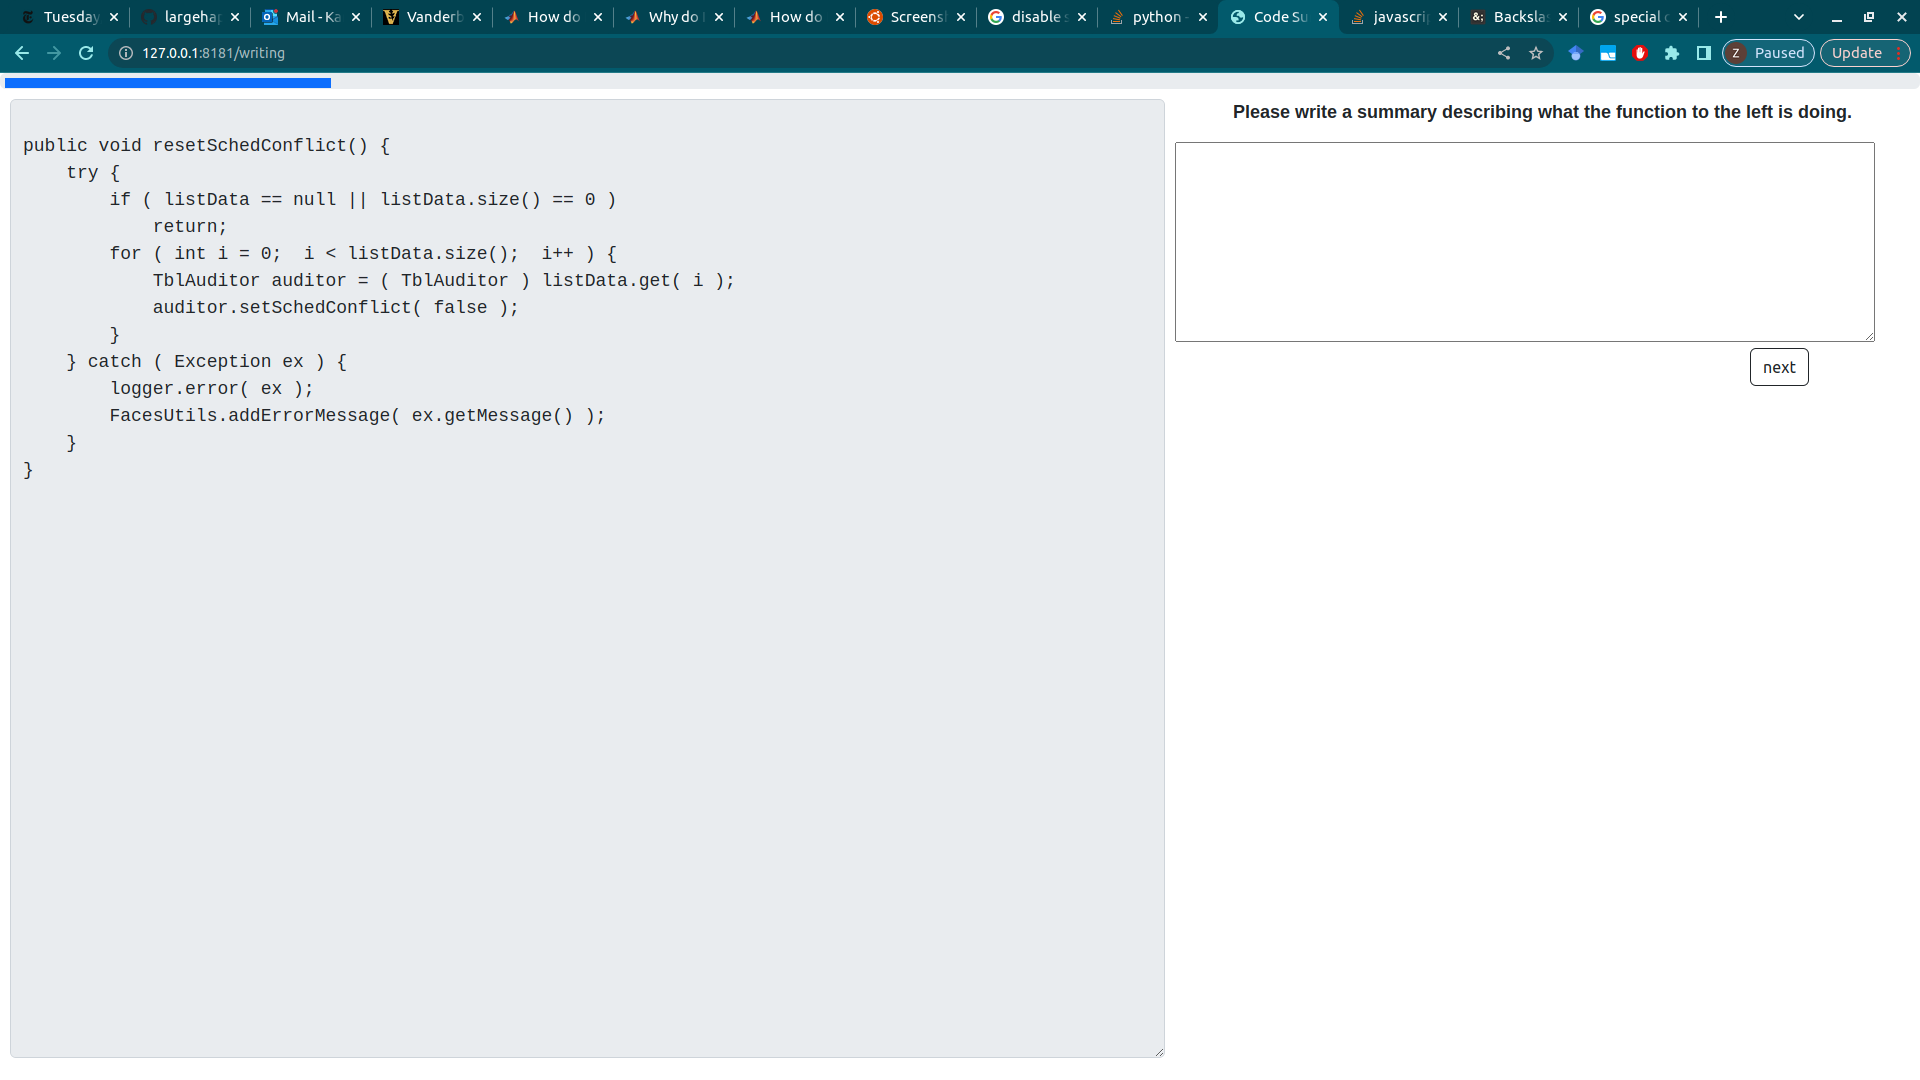 Tuesday largehap Mail - Ka Vanderb How do Why do How do Screens disable s python - Code Su javascri Backsla special c
127.0.0.1:8181/writing Z Paused Update
Please write a summary describing what the function to the left is doing.
public void resetSchedConflict() {
    try {
        if ( listData == null || listData.size() == 0 )
            return;
        for ( int i = 0;  i < listData.size();  i++ ) {
            TblAuditor auditor = ( TblAuditor ) listData.get( i );
            auditor.setSchedConflict( false );
        }
    } catch ( Exception ex ) {
        logger.error( ex );
        FacesUtils.addErrorMessage( ex.getMessage() );
    }
}
next